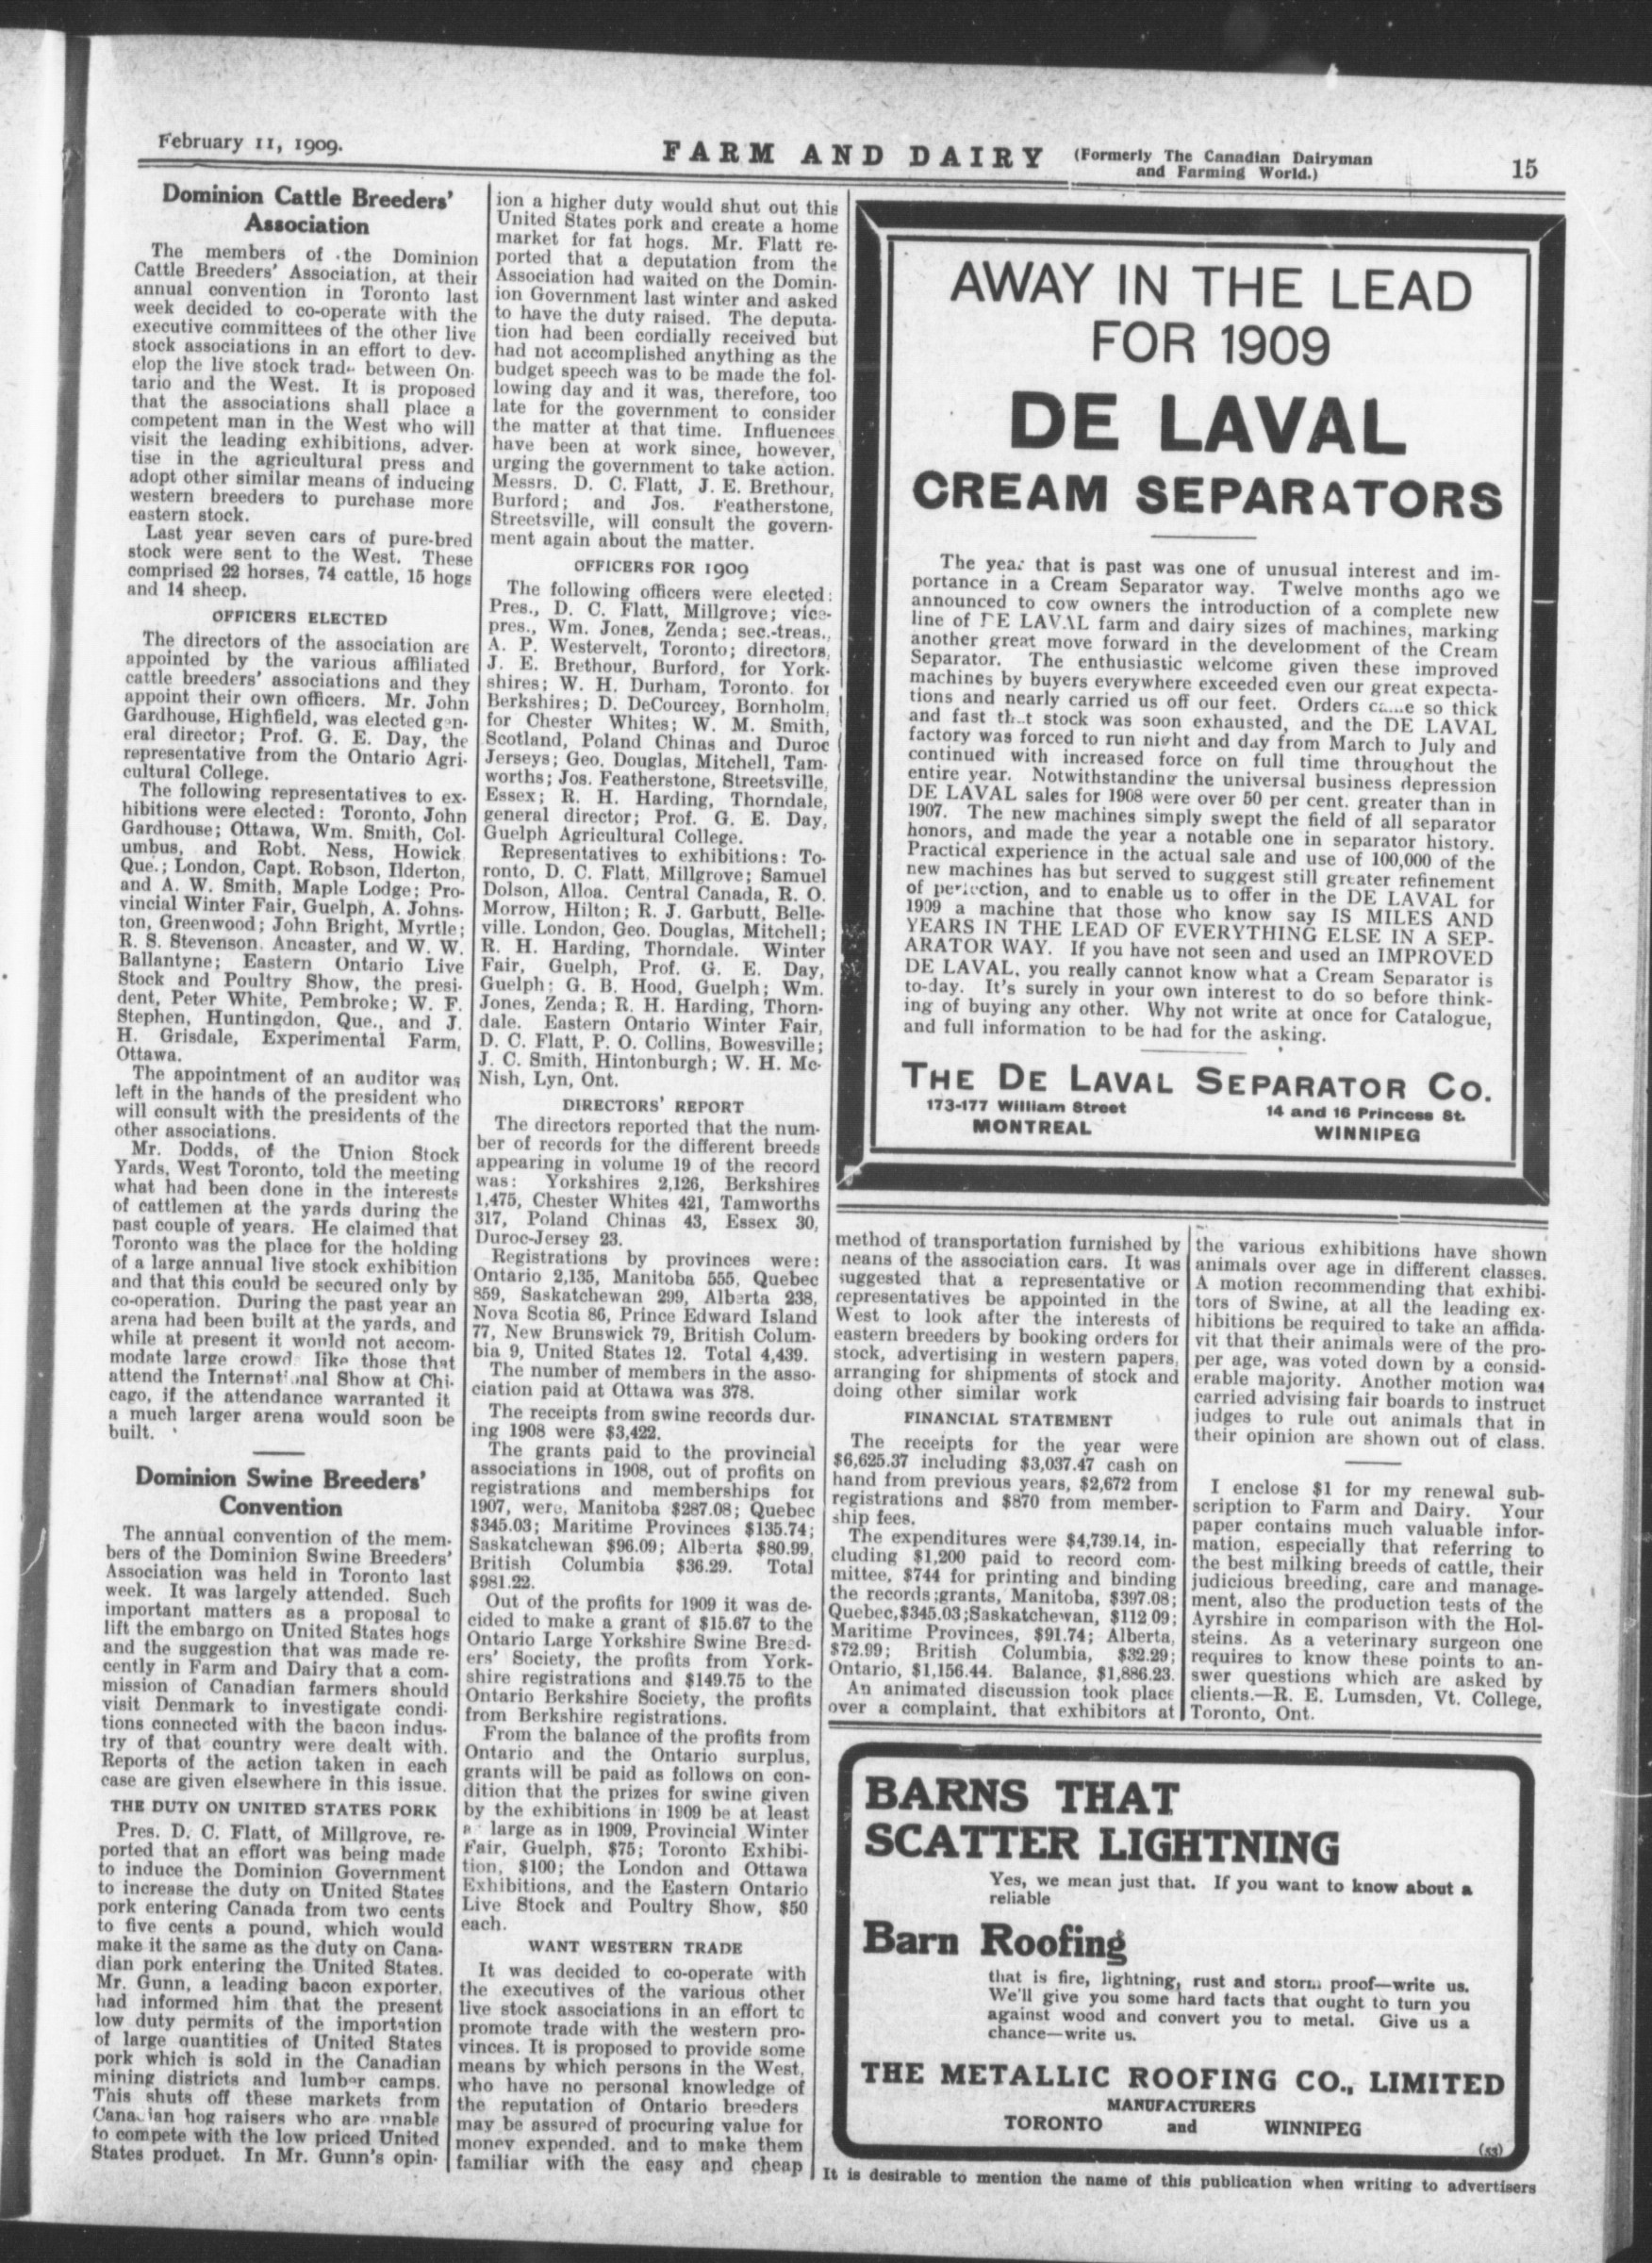 February 11, 1909.
FARM AND DAIRY
(Formerly The Canadian Dairyman
and Farming World.)
15
Dominion Cattle Breeders'
Association
The members of the Dominion
Cattle Breeders' Association, at their
annual convention in Toronto last
week decided to co-operate with the
executive committees of the other live
stock associations in an effort to dev-
elop the live stock trade between On-
tario and the West. It is proposed
that the associations shall place a
competent man in the West who will
visit the leading exhibitions, adver-
tise in the agricultural press and
adopt other similar means of inducing
western breeders to purchase more
eastern stock.
Last year seven cars of pure-bred
stock were sent to the West. These
comprised 22 horses, 74 cattle, 15 hogs
and 14 sheep.
OFFICERS ELECTED
The directors of the association are
appointed by the various affiliated
cattle breeders' associations and they
appoint their own officers. Mr. John
Gardhouse, Highfield, was elected gen-
eral director; Prof. G. E. Day, the
representative from the Ontario Agri-
cultural College.
The following representatives to ex-
hibitions were elected: Toronto, John
Gardhouse; Ottawa, Wm. Smith, Col-
umbus, and Robt. Ness, Howick
Que.; London, Capt. Robson, Ilderton,
and A. W. Smith, Maple Lodge; Pro-
vincial Winter Fair, Guelph, A. Johns-
ton, Greenwood; John Bright, Myrtle;
R. S. Stevenson. Ancaster, and W. W.
Ballantyne; Eastern Ontario Live
Stock and Poultry Show, the presi-
dent, Peter White, Pembroke; W. F.
Stephen, Huntingdon, Que., and J.
H. Grisdale, Experimental Farm,
Ottawa.
The appointment of an auditor was
left in the hands of the president who
will consult with the presidents of the
other associations.
Mr. Dodds, of the Union Stock
Yards, West Toronto, told the meeting
what had been done in the interests
of cattlemen at the yards during the
past couple of years. He claimed that
Toronto was the place for the holding
of a large annual live stock exhibition
and that this could be secured only by
co-operation. During the past year an
arena had been built at the yards, and
while at present it would not accom-
modate large crowds like those that
attend the International Show at Chi-
cago, if the attendance warranted it
a much larger arena would soon be
built.
Dominion Swine Breeders'
Convention
The annual convention of the mem-
bers of the Dominion Swine Breeders'
Association was held in Toronto last
week. It was largely attended. Such
important matters as a proposal to
lift the embargo on United States hogs
and the suggestion that was made re-
cently in Farm and Dairy that a com-
mission of Canadian farmers should
visit Denmark to investigate condi-
tions connected with the bacon indus-
try of that country were dealt with.
Reports of the action taken in each
case are given elsewhere in this issue.
THE DUTY ON UNITED STATES PORK
Pres. D. C. Flatt, of Millgrove, re-
ported that an effort was being made
to induce the Dominion Government
to increase the duty on United States
pork entering Canada from two cents
to five cents a pound, which would
make it the same as the duty on Cana-
dian pork entering the United States.
Mr. Gunn, a leading bacon exporter,
had informed him that the present
low duty permits of the importation
of large quantities of United States
pork which is sold in the Canadian
mining districts and lumber camps.
This shuts off these markets from
Canadian hog raisers who are unable
to compete with the low priced United
States product. In Mr. Gunn's opin-
ion a higher duty would shut out this
United States pork and create a home
market for fat hogs. Mr. Flatt re-
ported that a deputation from the
Association had waited on the Domin-
ion Government last winter and asked
to have the duty raised. The deputa-
tion had been cordially received but
had not accomplished anything as the
budget speech was to be made the fol-
lowing day and it was, therefore, too
late for the government to consider
the matter at that time. Influences
have been at work since, however,
urging the government to take action.
Messrs. D. C. Flatt, J. E. Brethour,
Burford; and Jos. Featherstone,
Streetsville, will consult the govern-
ment again about the matter.
OFFICERS FOR 1909
The following officers were elected:
Pres., D. C. Flatt, Millgrove; vice-
pres., Wm. Jones, Zenda; sec.-treas.,
A. P. Westervelt, Toronto; directors,
J. E. Brethour, Burford, for York-
shires; W. H. Durham, Toronto. for
Berkshires; D. DeCourcey, Bornholm,
for Chester Whites; W. M. Smith,
Scotland, Poland Chinas and Duroc
Jerseys; Geo. Douglas, Mitchell, Tam-
worths; Jos. Featherstone, Streetsville,
Essex; R. H. Harding, Thorndale,
general director; Prof. G. E. Day,
Guelph Agricultural College.
Representatives to exhibitions: To-
ronto, D. C. Flatt, Millgrove; Samuel
Dolson, Alloa. Central Canada, R. O.
Morrow, Hilton; R. J. Garbutt, Belle-
ville. London, Geo. Douglas, Mitchell;
R. H. Harding, Thorndale. Winter
Fair, Guelph, Prof. G. E. Day,
Guelph; G. B. Hood, Guelph; Wm.
Jones, Zenda; R. H. Harding, Thorn-
dale. Eastern Ontario Winter Fair,
D. C. Flatt, P. O. Collins, Bowesville;
J. C. Smith, Hintonburgh; W. H. Mc-
Nish, Lyn, Ont.
DIRECTORS' REPORT
The directors reported that the num-
ber of records for the different breeds
appearing in volume 19 of the record
was: Yorkshires 2,126, Berkshires
1,475, Chester Whites 421, Tamworths
317, Poland Chinas 43, Essex 30,
Duroc-Jersey 23.
Registrations by provinces were:
Ontario 2,135, Manitoba 555, Quebec
859, Saskatchewan 299, Alberta 238,
Nova Scotia 86, Prince Edward Island
77, New Brunswick 79, British Colum-
bia 9, United States 12. Total 4,439.
The number of members in the asso-
ciation paid at Ottawa was 378.
The receipts from swine records dur-
ing 1908 were $3,422.
The grants paid to the provincial
associations in 1908, out of profits on
registrations and memberships for
1907, were, Manitoba $287.08; Quebec
$345.03; Maritime Provinces $135.74;
Saskatchewan $96.09; Alberta $80.99,
British Columbia $36.29. Total
$981.22.
Out of the profits for 1909 it was de-
cided to make a grant of $15.67 to the
Ontario Large Yorkshire Swine Breed-
ers' Society, the profits from York-
shire registrations and $149.75 to the
Ontario Berkshire Society, the profits
from Berkshire registrations.
From the balance of the profits from
Ontario and the Ontario surplus,
grants will be paid as follows on con-
dition that the prizes for swine given
by the exhibitions in 1909 be at least
large as in 1909, Provincial Winter
Fair, Guelph, $75; Toronto Exhibi-
tion, $100; the London and Ottawa
Exhibitions, and the Eastern Ontario
Live Stock and Poultry Show, $50
each.
WANT WESTERN TRADE
It was decided to co-operate with
the executives of the various other
live stock associations in an effort to
promote trade with the western pro-
vinces. It is proposed to provide some
means by which persons in the West,
who have no personal knowledge of
the reputation of Ontario breeders
may be assured of procuring value for
money expended. and to make them
familiar with the easy and cheap
AWAY IN THE LEAD
FOR 1909
DE LAVAL
CREAM SEPARATORS
The year that is past was one of unusual interest and im-
portance in a Cream Separator way. Twelve months ago we
announced to cow owners the introduction of a complete new
line of DE LAVAL farm and dairy sizes of machines, marking
another great move forward in the development of the Cream
Separator. The enthusiastic welcome given these improved
machines by buyers everywhere exceeded even our great expecta-
tions and nearly carried us off our feet. Orders came so thick
and fast that stock was soon exhausted, and the DE LAVAL
factory was forced to run night and day from March to July and
continued with increased force on full time throughout the
entire year. Notwithstanding the universal business depression
DE LAVAL sales for 1908 were over 50 per cent. greater than in
1907. The new machines simply swept the field of all separator
honors, and made the year a notable one in separator history.
Practical experience in the actual sale and use of 100,000 of the
new machines has but served to suggest still greater refinement
of perfection, and to enable us to offer in the DE LAVAL for
1909 a machine that those who know say IS MILES AND
YEARS IN THE LEAD OF EVERYTHING ELSE IN A SEP-
ARATOR WAY. If you have not seen and used an IMPROVED
DE LAVAL, you really cannot know what a Cream Separator is
to-day. It's surely in your own interest to do so before think-
ing of buying any other. Why not write at once for Catalogue,
and full information to be had for the asking.
THE DE LAVAL SEPARATOR CO.
173-177 William Street
MONTREAL
14 and 16 Princess St.
WINNIPEG
method of transportation furnished by
means of the association cars. It was
suggested that a representative or
representatives be appointed in the
West to look after the interests of
eastern breeders by booking orders for
stock, advertising in western papers,
arranging for shipments of stock and
doing other similar work
FINANCIAL STATEMENT
The receipts for the year were
$6,625.37 including $3,037.47 cash on
hand from previous years, $2,672 from
registrations and $870 from member-
ship fees.
The expenditures were $4,739.14, in-
cluding $1,200 paid to record com-
mittee, $744 for printing and binding
the records;grants, Manitoba, $397.08;
Quebec,$345.03;Saskatchewan, $112 09;
Maritime Provinces, $91.74; Alberta,
$72.99; British Columbia, $32.29;
Ontario, $1,156.44. Balance, $1,886.23.
An animated discussion took place
over a complaint. that exhibitors at
the various exhibitions have shown
animals over age in different classes.
A motion recommending that exhibi-
tors of Swine, at all the leading ex-
hibitions be required to take an affida-
vit that their animals were of the pro-
per age, was voted down by a consid-
erable majority. Another motion was
carried advising fair boards to instruct
judges to rule out animals that in
their opinion are shown out of class.
I enclose $1 for my renewal sub-
scription to Farm and Dairy. Your
paper contains much valuable infor-
mation, especially that referring to
the best milking breeds of cattle, their
judicious breeding, care and manage-
ment, also the production tests of the
Ayrshire in comparison with the Hol-
steins. As a veterinary surgeon one
requires to know these points to an-
swer questions which are asked by
clients.—R. E. Lumsden, Vt. College,
Toronto, Ont.
BARNS THAT
SCATTER LIGHTNING
Yes, we mean just that. If you want to know about a
reliable
Barn Roofing
that is fire, lightning, rust and storm proof—write us.
We'll give you some hard facts that ought to turn you
against wood and convert you to metal. Give us a
chance—write us.
THE METALLIC ROOFING CO., LIMITED
MANUFACTURERS
TORONTO and WINNIPEG
(53)
It is desirable to mention the name of this publication when writing to advertisers